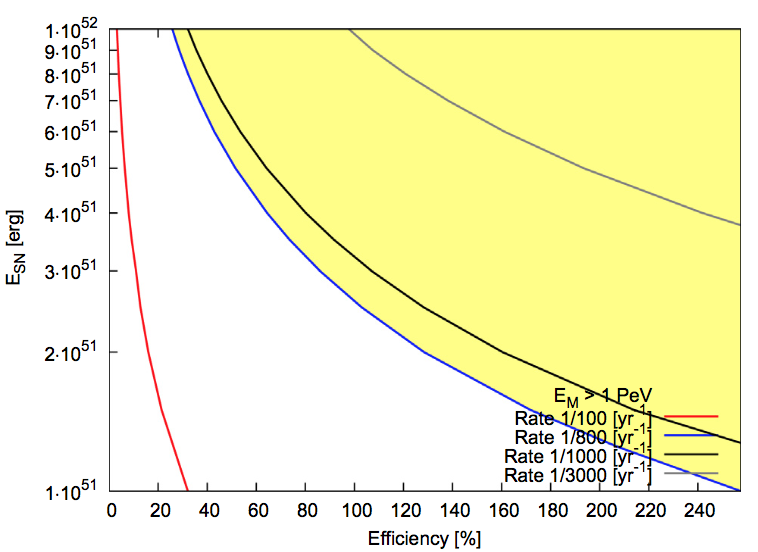 1·10^52
9·10^51
8·10^51
7·10^51
6·10^51
5·10^51
4·10^51
3·10^51
2·10^51
1·10^51
E_SN [erg]
E_M > 1 PeV
Rate 1/100 [yr^-1]
Rate 1/800 [yr^-1]
Rate 1/1000 [yr^-1]
Rate 1/3000 [yr^-1]
0 20 40 60 80 100 120 140 160 180 200 220 240
Efficiency [%]